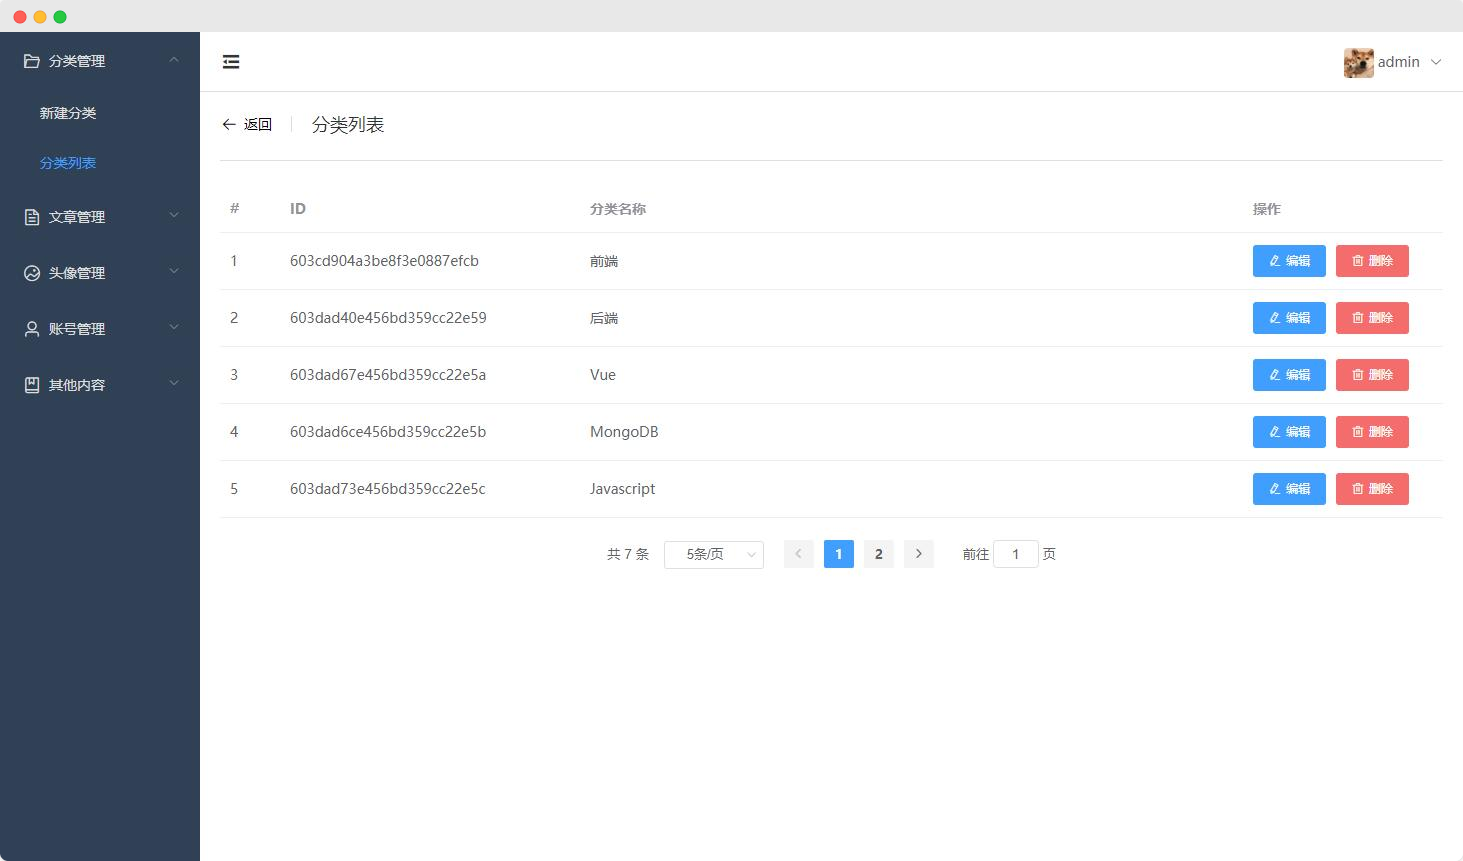 分类管理
新建分类
分类列表
文章管理
头像管理
账号管理
其他内容
admin
返回 分类列表
# ID 分类名称 操作
1 603cd904a3be8f3e0887efcb 前端 编辑 删除
2 603dad40e456bd359cc22e59 后端 编辑 删除
3 603dad67e456bd359cc22e5a Vue 编辑 删除
4 603dad6ce456bd359cc22e5b MongoDB 编辑 删除
5 603dad73e456bd359cc22e5c Javascript 编辑 删除
共 7 条 5条/页 1 2 前往 1 页